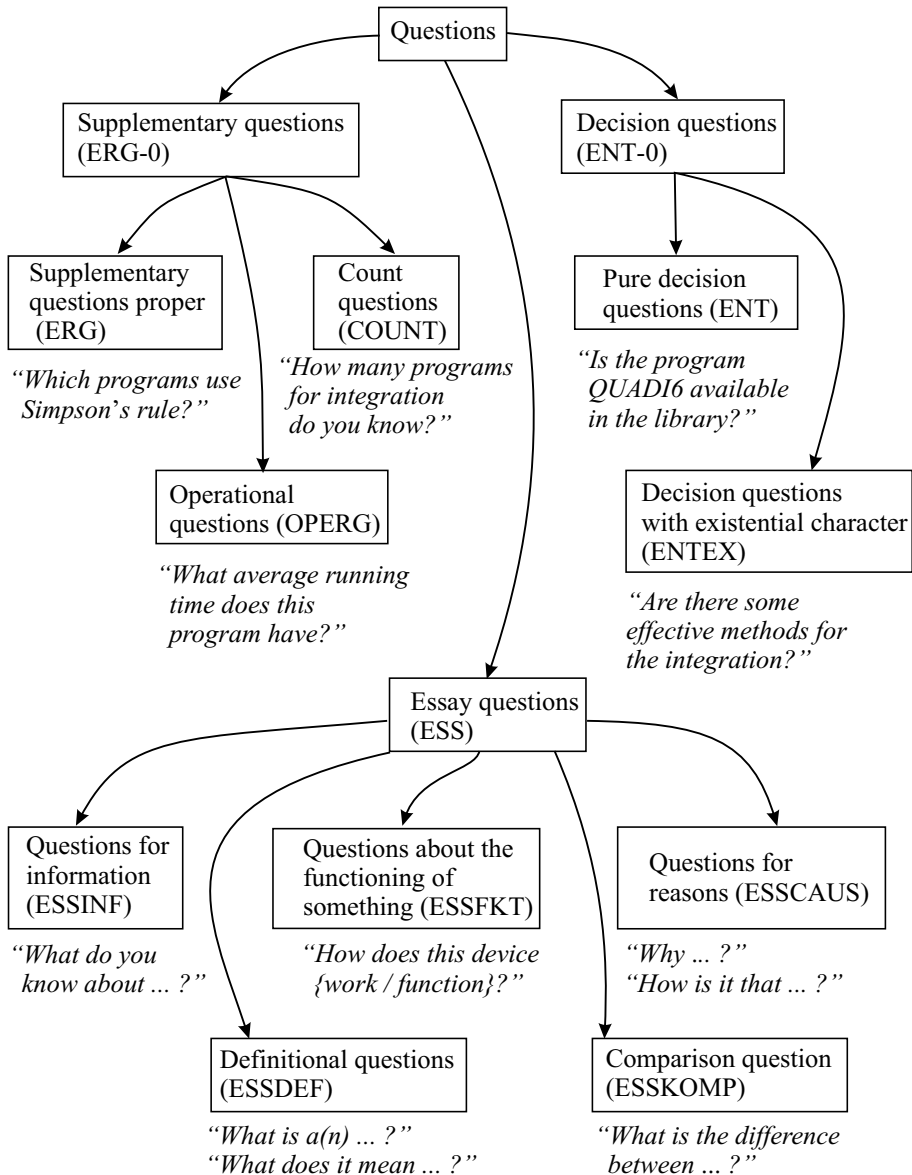 Questions
Supplementary questions
(ERG-0)
Decision questions
(ENT-0)
Supplementary
questions proper
(ERG)
Count
questions
(COUNT)
Pure decision
questions (ENT)
“Which programs use
Simpson’s rule?”
“How many programs
for integration
do you know?”
“Is the program
QUADI6 available
in the library?”
Operational
questions (OPERG)
Decision questions
with existential character
(ENTEX)
“What average running
time does this
program have?”
“Are there some
effective methods for
the integration?”
Essay questions
(ESS)
Questions for
information
(ESSINF)
Questions about the
functioning of
something (ESSFKT)
Questions for
reasons (ESSCAUS)
“What do you
know about ... ?”
“How does this device
{work / function}?”
“Why ... ?”
“How is it that ... ?”
Definitional questions
(ESSDEF)
Comparison question
(ESSKOMP)
“What is a(n) ... ?”
“What does it mean ... ?”
“What is the difference
between ... ?”